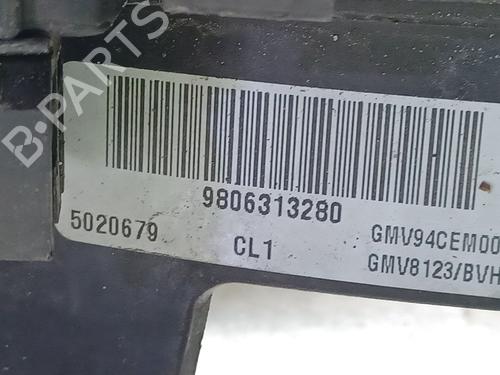 B-PARTS
9806313280
5020679
CL1
GMV94CEM00
GMV8123/BVH